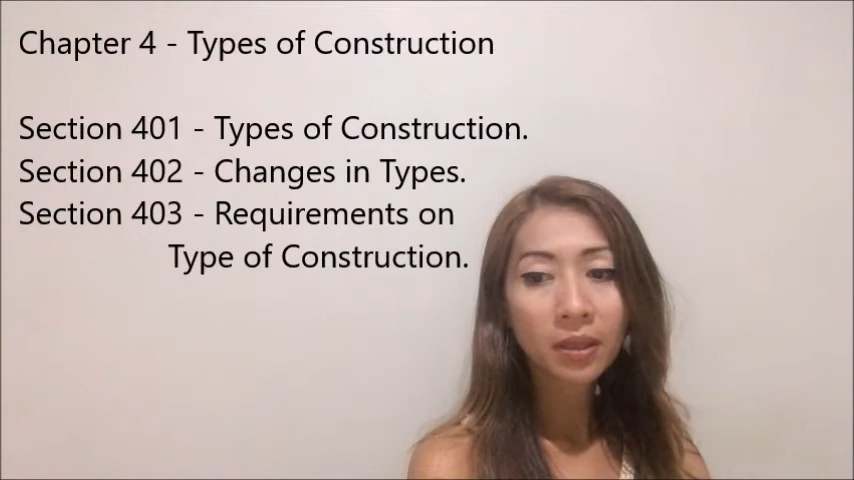 Chapter 4 - Types of Construction
Section 401 - Types of Construction.
Section 402 - Changes in Types.
Section 403 - Requirements on
Type of Construction.